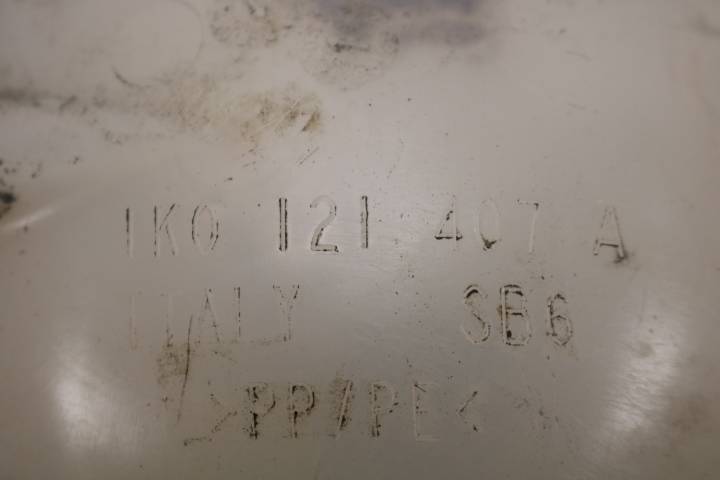 1K0 121 407 A
ITALY SB6
>PP/PE<